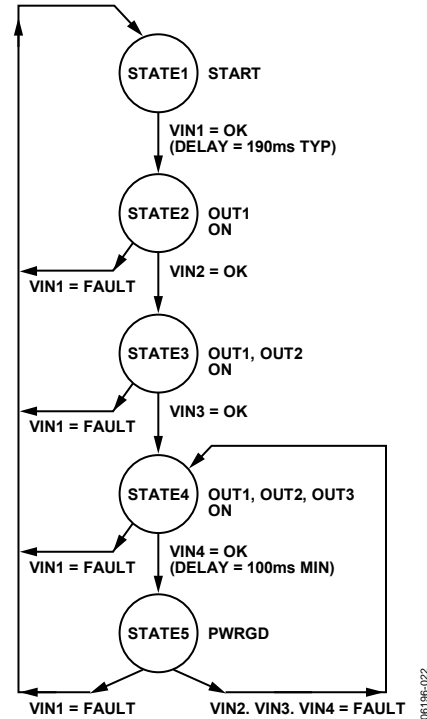 STATE1 START
VIN1 = OK
(DELAY = 190ms TYP)
STATE2 OUT1
ON
VIN1 = FAULT
VIN2 = OK
STATE3 OUT1, OUT2
ON
VIN1 = FAULT
VIN3 = OK
STATE4 OUT1, OUT2, OUT3
ON
VIN1 = FAULT
VIN4 = OK
(DELAY = 100ms MIN)
STATE5 PWRGD
VIN1 = FAULT
VIN2. VIN3. VIN4 = FAULT
06196-022